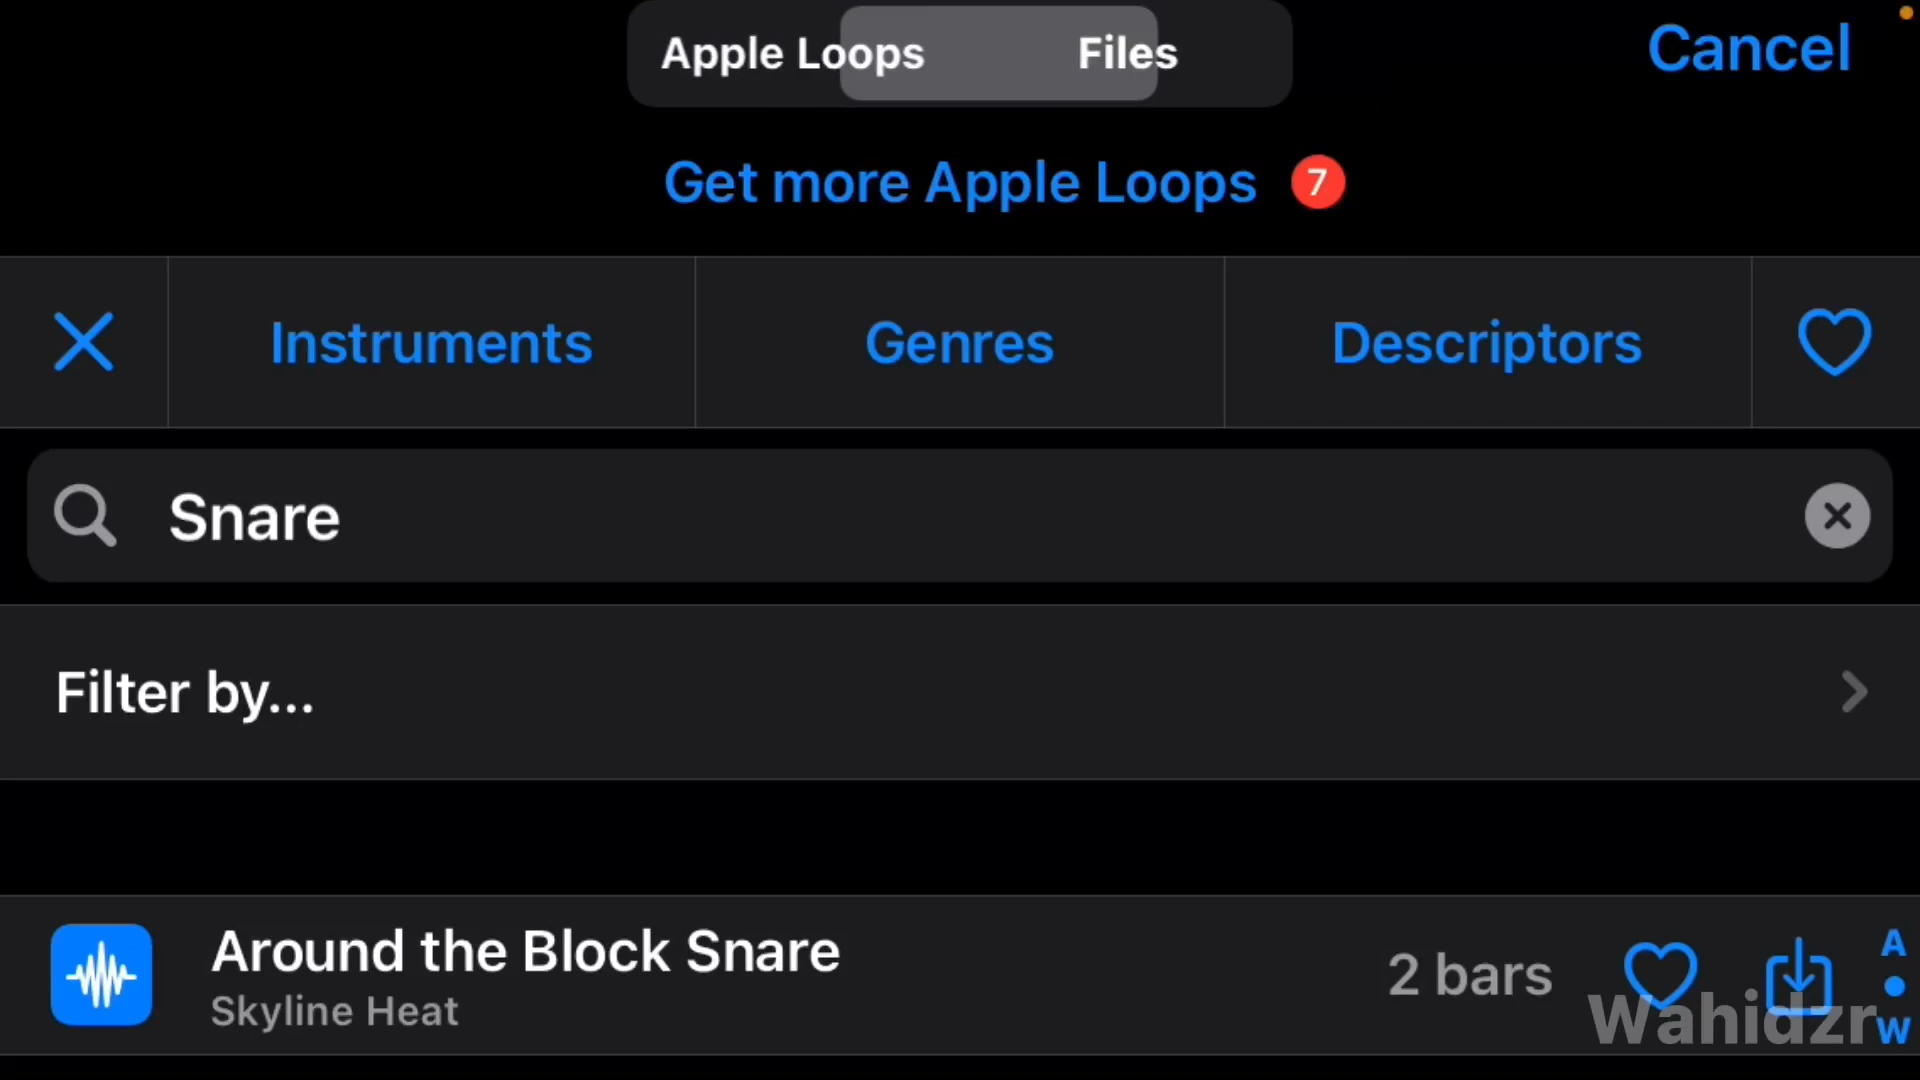 Apple Loops Files Cancel
Get more Apple Loops 7
Instruments Genres Descriptors
Snare
Filter by...
Around the Block Snare
Skyline Heat
2 bars
A
W
Wahidzr